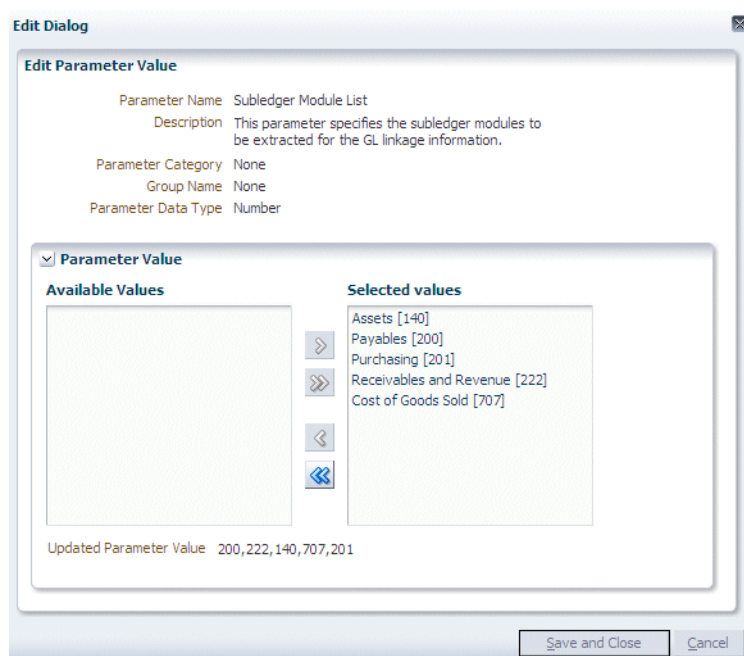 Edit Dialog
Edit Parameter Value
Parameter Name Subledger Module List
Description This parameter specifies the subledger modules to
be extracted for the GL linkage information.
Parameter Category None
Group Name None
Parameter Data Type Number
Parameter Value
Available Values
Selected values
Assets [140]
Payables [200]
Purchasing [201]
Receivables and Revenue [222]
Cost of Goods Sold [707]
Updated Parameter Value 200,222,140,707,201
Save and Close
Cancel